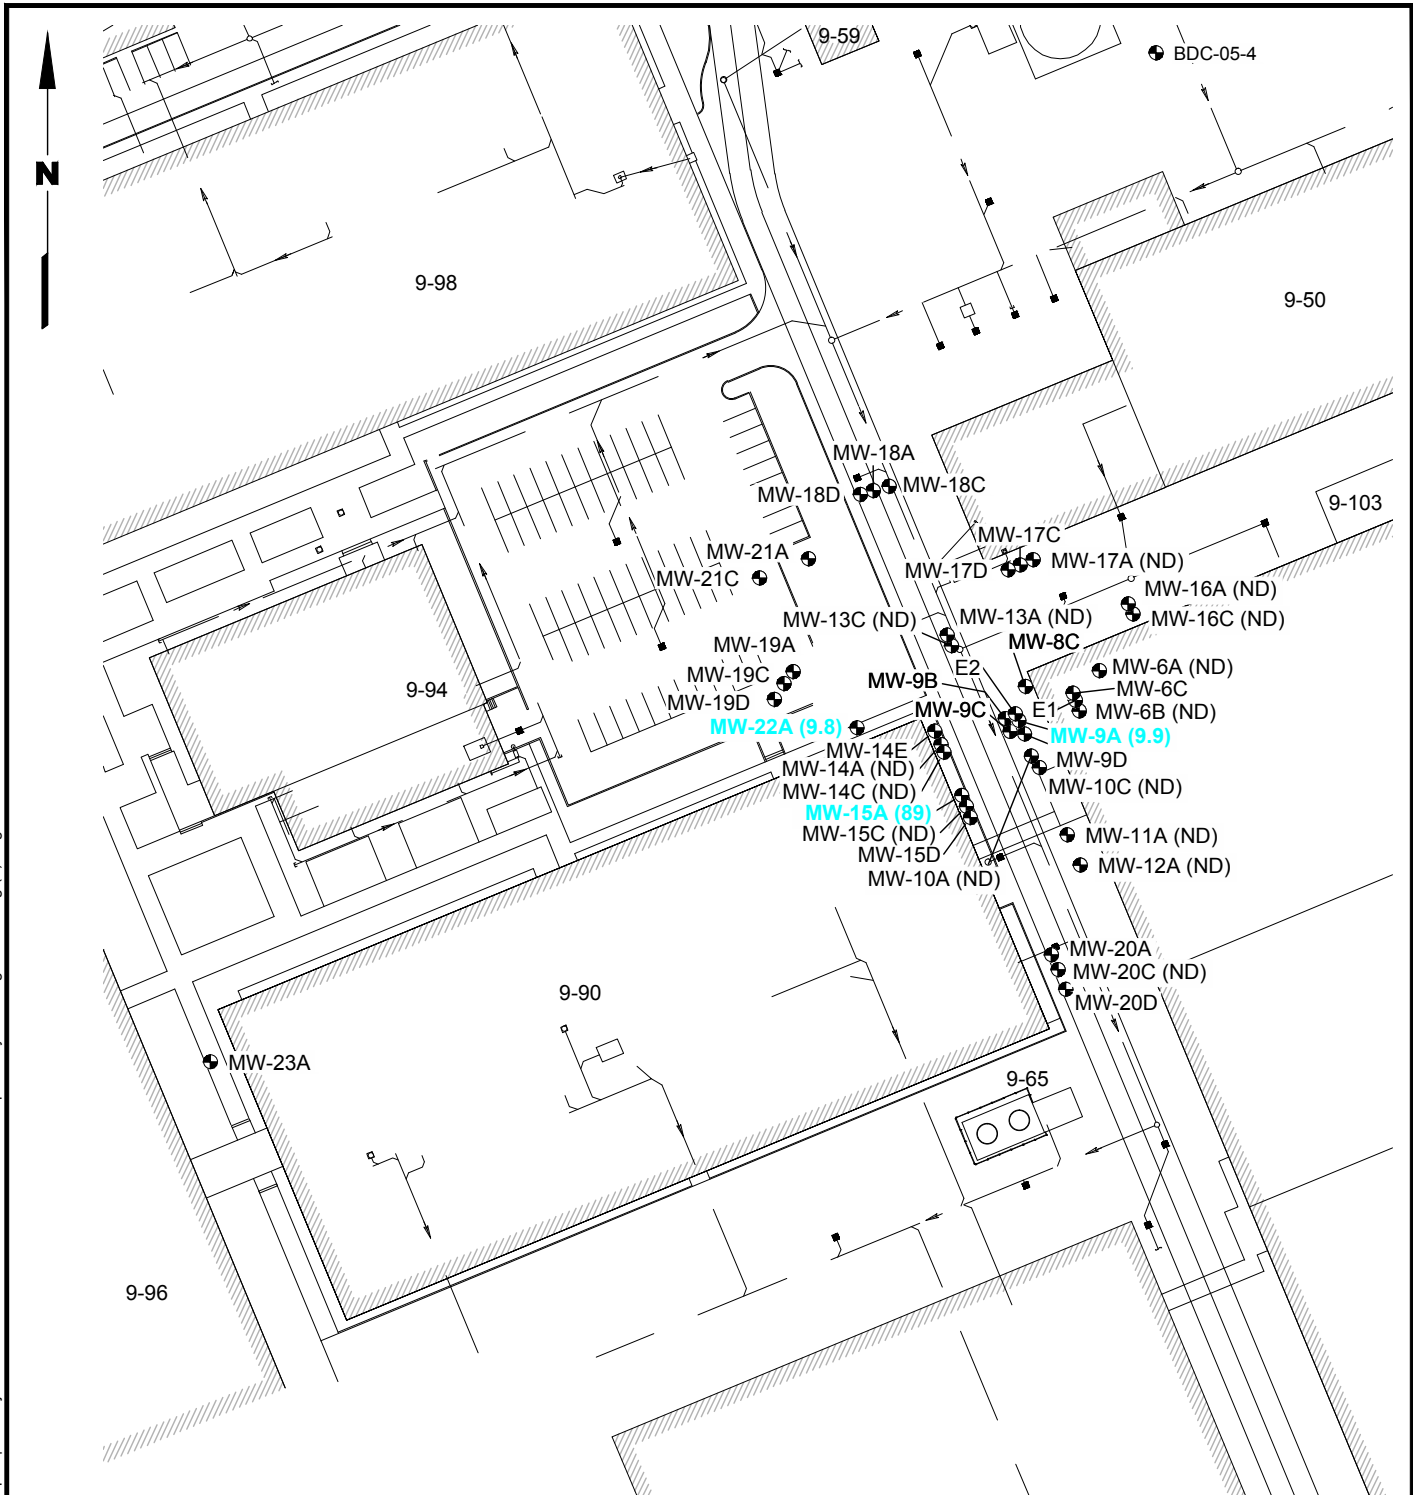 9-59
BDC-05-4
N
9-98
9-50
MW-18A
MW-18D
MW-18C
9-103
MW-17C
MW-21A
MW-17D
MW-17A (ND)
MW-21C
MW-16A (ND)
MW-13C (ND)
MW-13A (ND)
MW-16C (ND)
MW-19A
MW-8C
E2
MW-6A (ND)
MW-19C
MW-9B
MW-6C
9-94
MW-19D
MW-9C
E1
MW-6B (ND)
MW-22A (9.8)
MW-9A (9.9)
MW-14E
MW-9D
MW-14A (ND)
MW-10C (ND)
MW-14C (ND)
MW-15A (89)
MW-15C (ND)
MW-11A (ND)
MW-15D
MW-12A (ND)
MW-10A (ND)
MW-20A
MW-20C (ND)
9-90
MW-20D
MW-23A
9-65
9-96